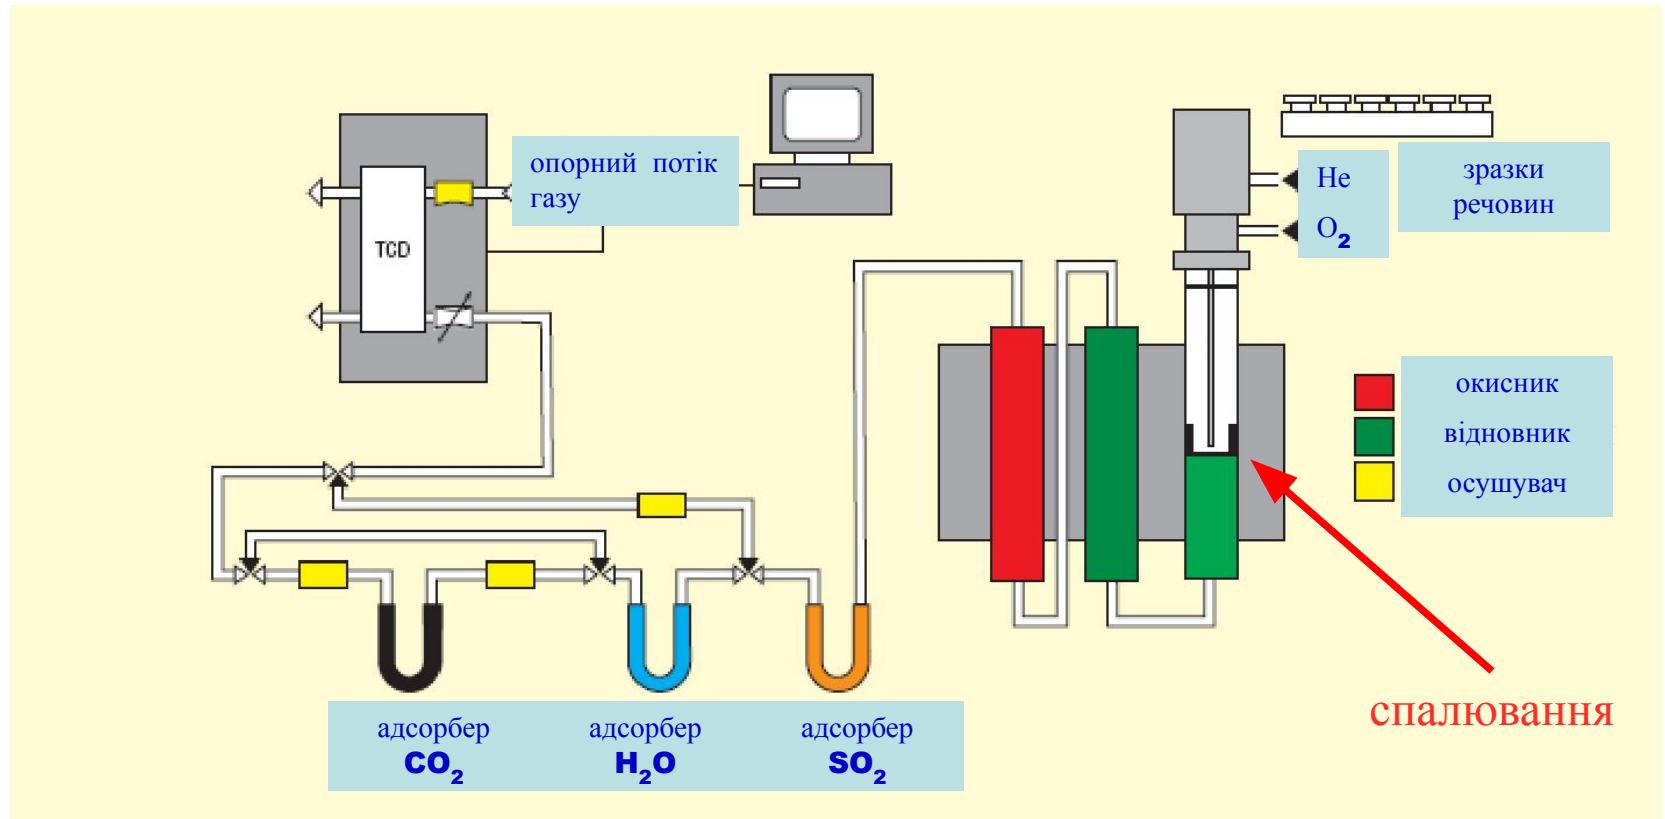 опорний потік
газу
TCD
He
O2
зразки
речовин
окисник
відновник
осушувач
спалювання
адсорбер
CO2
адсорбер
H2O
адсорбер
SO2